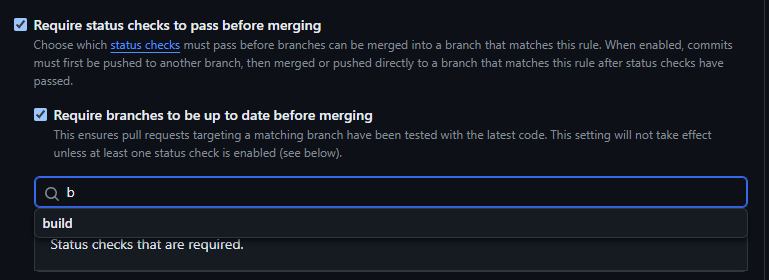 Require status checks to pass before merging
Choose which status checks must pass before branches can be merged into a branch that matches this rule. When enabled, commits
must first be pushed to another branch, then merged or pushed directly to a branch that matches this rule after status checks have
passed.
Require branches to be up to date before merging
This ensures pull requests targeting a matching branch have been tested with the latest code. This setting will not take effect
unless at least one status check is enabled (see below).
b
build
Status checks that are required.